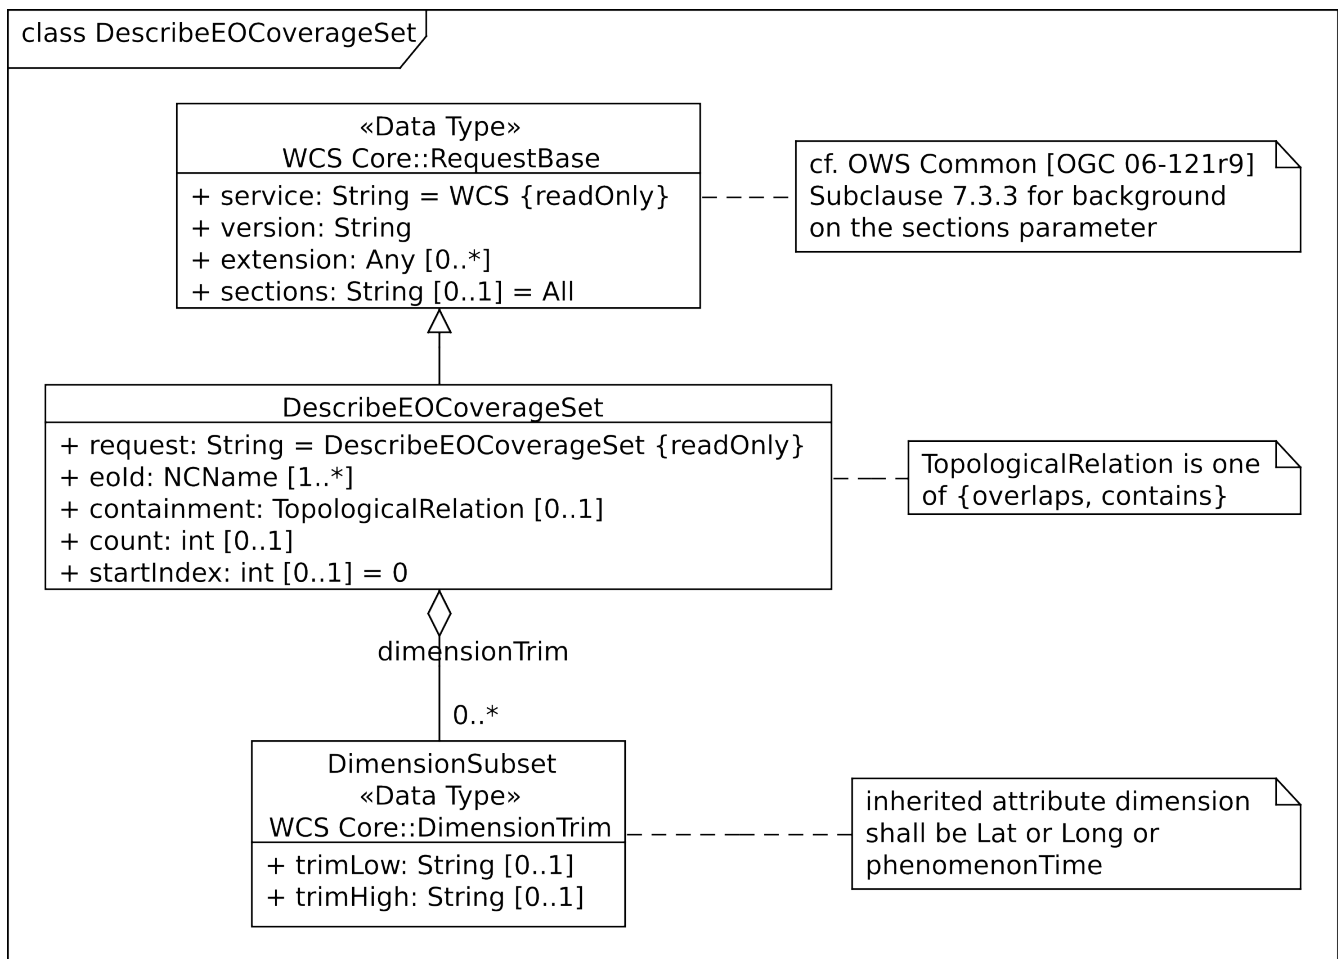 class DescribeEOCoverageSet
«Data Type»
WCS Core::RequestBase
+ service: String = WCS {readOnly}
+ version: String
+ extension: Any [0..*]
+ sections: String [0..1] = All
cf. OWS Common [OGC 06-121r9]
Subclause 7.3.3 for background
on the sections parameter
DescribeEOCoverageSet
+ request: String = DescribeEOCoverageSet {readOnly}
+ eoId: NCName [1..*]
+ containment: TopologicalRelation [0..1]
+ count: int [0..1]
+ startIndex: int [0..1] = 0
TopologicalRelation is one
of {overlaps, contains}
dimensionTrim
0..*
DimensionSubset
«Data Type»
WCS Core::DimensionTrim
+ trimLow: String [0..1]
+ trimHigh: String [0..1]
inherited attribute dimension
shall be Lat or Long or
phenomenonTime